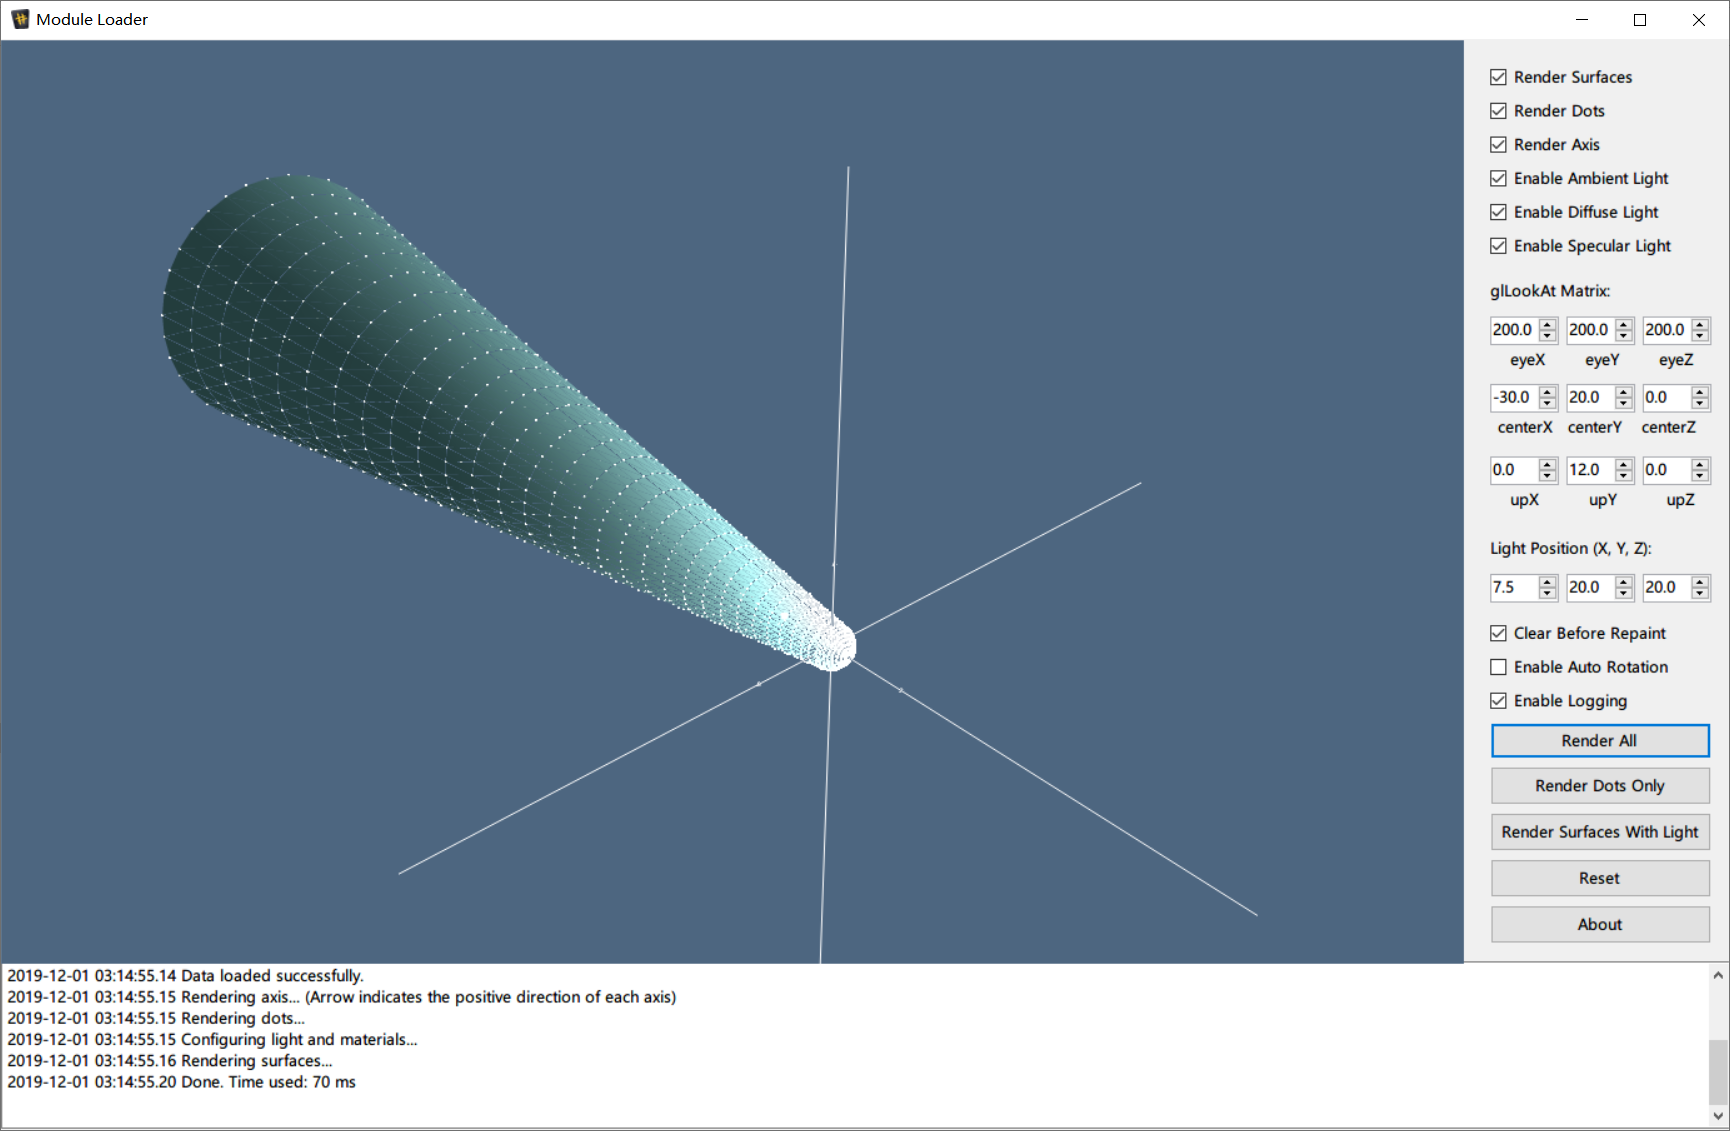 Module Loader
Render Surfaces
Render Dots
Render Axis
Enable Ambient Light
Enable Diffuse Light
Enable Specular Light
glLookAt Matrix:
200.0 200.0 200.0
eyeX eyeY eyeZ
-30.0 20.0 0.0
centerX centerY centerZ
0.0 12.0 0.0
upX upY upZ
Light Position (X, Y, Z):
7.5 20.0 20.0
Clear Before Repaint
Enable Auto Rotation
Enable Logging
Render All
Render Dots Only
Render Surfaces With Light
Reset
About
2019-12-01 03:14:55.14 Data loaded successfully.
2019-12-01 03:14:55.15 Rendering axis... (Arrow indicates the positive direction of each axis)
2019-12-01 03:14:55.15 Rendering dots...
2019-12-01 03:14:55.15 Configuring light and materials...
2019-12-01 03:14:55.16 Rendering surfaces...
2019-12-01 03:14:55.20 Done. Time used: 70 ms